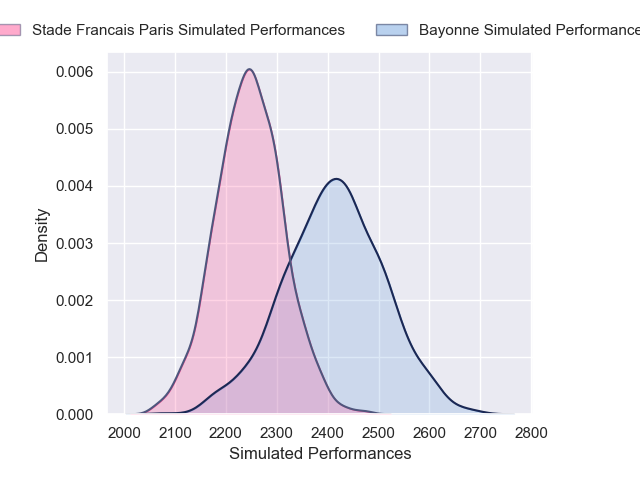 Stade Francais Paris Simulated Performances Bayonne Simulated Performance
0.006
0.005
0.004
0.003
0.002
0.001
0.000
Density
2000 2100 2200 2300 2400 2500 2600 2700 2800
Simulated Performances